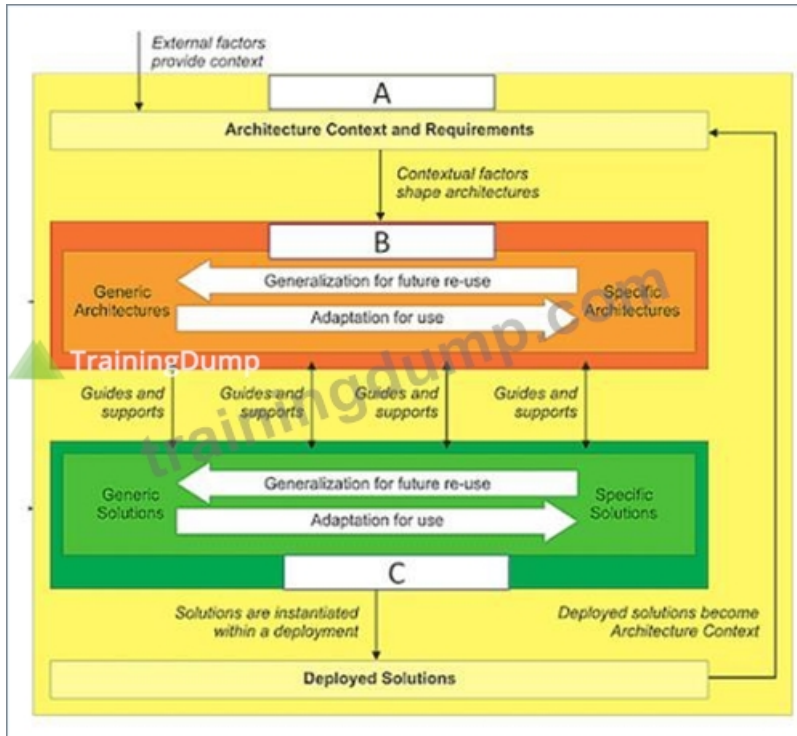 External factors
provide context
A
Architecture Context and Requirements
Contextual factors
shape architectures
B
Generic
Architectures
Generalization for future re-use
Adaptation for use
Specific
Architectures
TrainingDump
trainingdump.com
Guides and
supports
Guides and
supports
Guides and
supports
Guides and
supports
Generic
Solutions
Generalization for future re-use
Adaptation for use
Specific
Solutions
C
Solutions are instantiated
within a deployment
Deployed solutions become
Architecture Context
Deployed Solutions